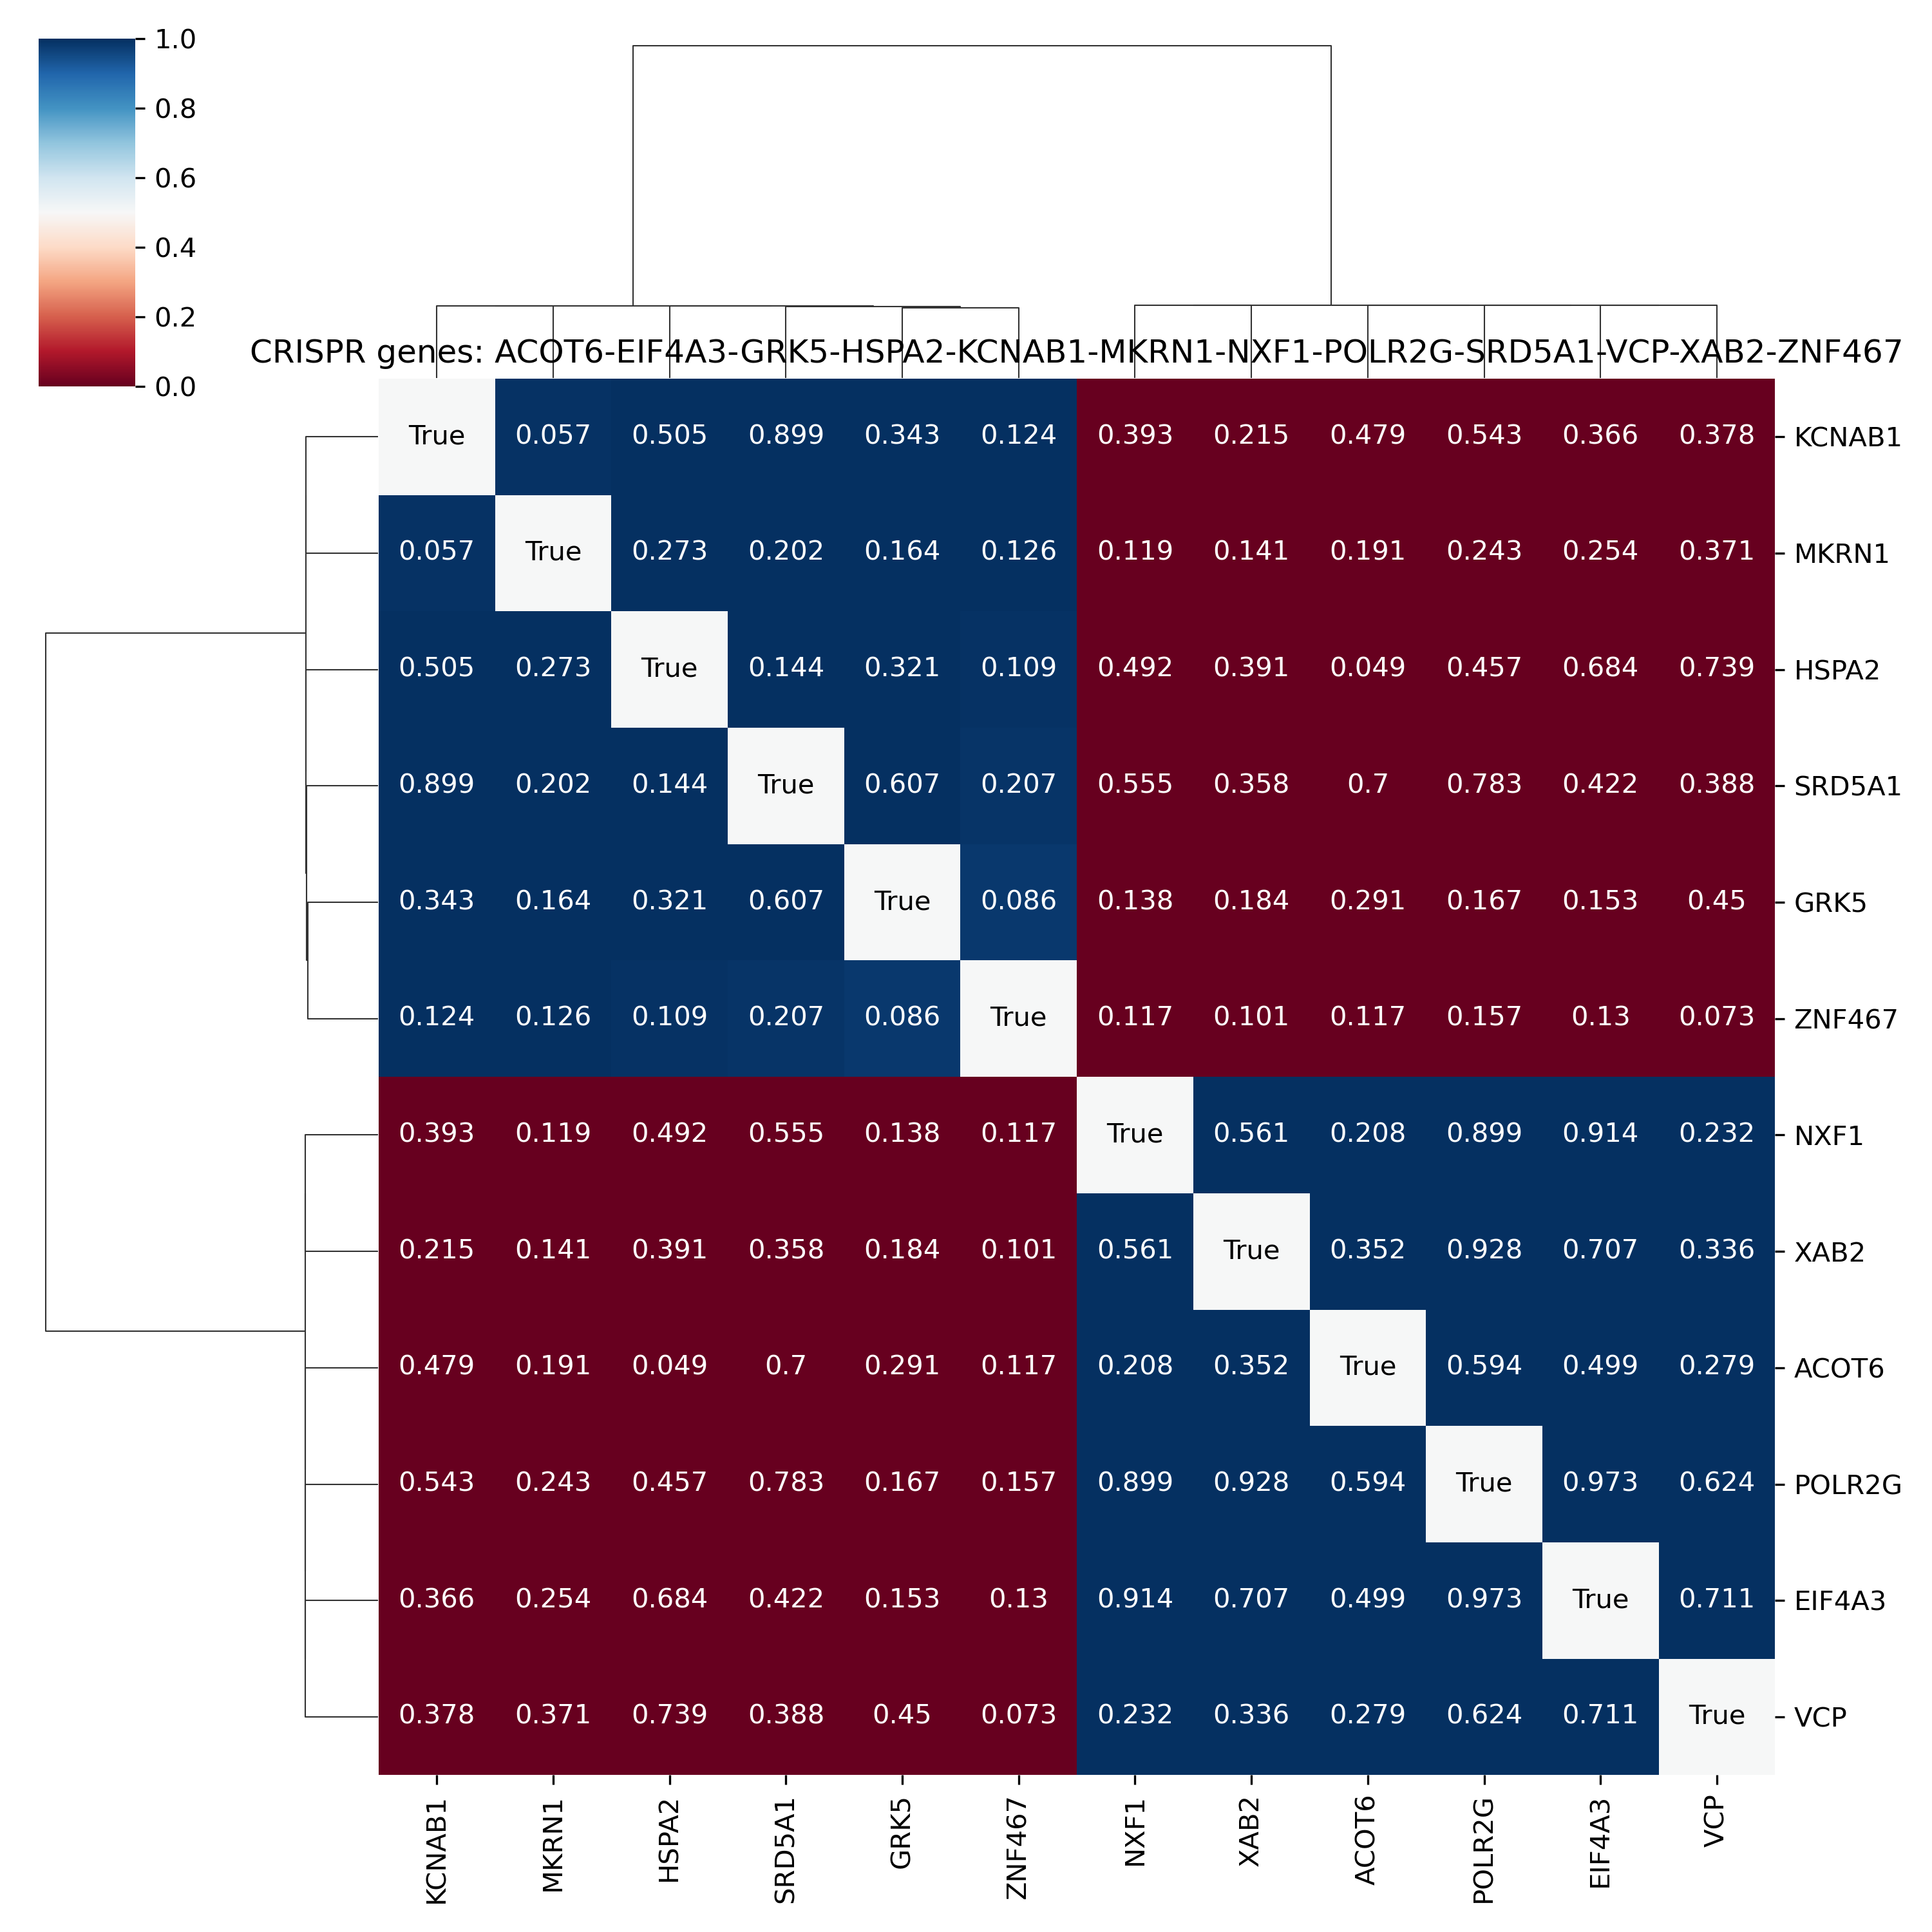 1.0
0.8
0.6
0.4
0.2
0.0
CRISPR genes: ACOT6-EIF4A3-GRK5-HSPA2-KCNAB1-MKRN1-NXF1-POLR2G-SRD5A1-VCP-XAB2-ZNF467
True 0.057 0.505 0.899 0.343 0.124 0.393 0.215 0.479 0.543 0.366 0.378 KCNAB1
0.057 True 0.273 0.202 0.164 0.126 0.119 0.141 0.191 0.243 0.254 0.371 MKRN1
0.505 0.273 True 0.144 0.321 0.109 0.492 0.391 0.049 0.457 0.684 0.739 HSPA2
0.899 0.202 0.144 True 0.607 0.207 0.555 0.358 0.7 0.783 0.422 0.388 SRD5A1
0.343 0.164 0.321 0.607 True 0.086 0.138 0.184 0.291 0.167 0.153 0.45 GRK5
0.124 0.126 0.109 0.207 0.086 True 0.117 0.101 0.117 0.157 0.13 0.073 ZNF467
0.393 0.119 0.492 0.555 0.138 0.117 True 0.561 0.208 0.899 0.914 0.232 NXF1
0.215 0.141 0.391 0.358 0.184 0.101 0.561 True 0.352 0.928 0.707 0.336 XAB2
0.479 0.191 0.049 0.7 0.291 0.117 0.208 0.352 True 0.594 0.499 0.279 ACOT6
0.543 0.243 0.457 0.783 0.167 0.157 0.899 0.928 0.594 True 0.973 0.624 POLR2G
0.366 0.254 0.684 0.422 0.153 0.13 0.914 0.707 0.499 0.973 True 0.711 EIF4A3
0.378 0.371 0.739 0.388 0.45 0.073 0.232 0.336 0.279 0.624 0.711 True VCP
KCNAB1 MKRN1 HSPA2 SRD5A1 GRK5 ZNF467 NXF1 XAB2 ACOT6 POLR2G EIF4A3 VCP